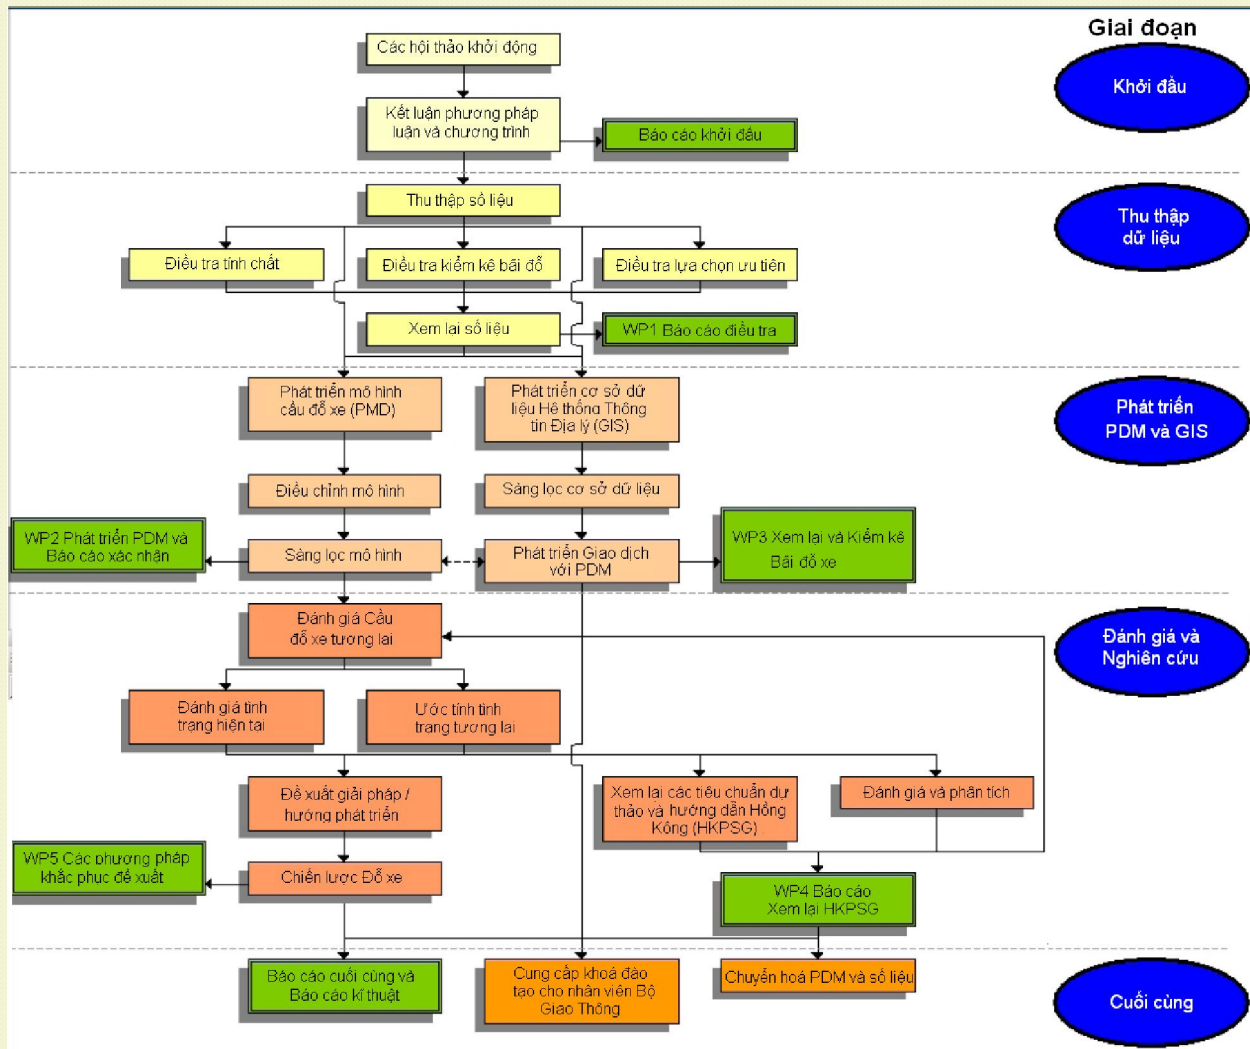 Giai đoạn
Các hội thảo khởi động
Khởi đầu
Kết luận phương pháp
luận và chương trình
Báo cáo khởi đầu
Thu thập số liệu
Thu thập
dữ liệu
Điều tra tính chất
Điều tra kiểm kê bãi đỗ
Điều tra lựa chọn ưu tiên
Xem lại số liệu
WP1 Báo cáo điều tra
Phát triển mô hình
cầu đỗ xe (PMD)
Phát triển cơ sở dữ
liệu Hệ thống Thông
tin Địa lý (GIS)
Phát triển
PDM và GIS
Điều chỉnh mô hình
Sàng lọc cơ sở dữ liệu
WP2 Phát triển PDM và
Báo cáo xác nhận
Sàng lọc mô hình
Phát triển Giao dịch
với PDM
WP3 Xem lại và Kiểm kê
Bãi đỗ xe
Đánh giá Cầu
đỗ xe tương lai
Đánh giá và
Nghiên cứu
Đánh giá tình
trạng hiện tại
Ước tính tình
trạng tương lai
Đề xuất giải pháp /
hướng phát triển
Xem lại các tiêu chuẩn dự
thảo và hướng dẫn Hồng
Kông (HKPSG)
Đánh giá và phân tích
WP5 Các phương pháp
khắc phục đề xuất
Chiến lược Đỗ xe
WP4 Báo cáo
Xem lại HKPSG
Báo cáo cuối cùng và
Báo cáo kĩ thuật
Cung cấp khoá đào
tạo cho nhân viên Bộ
Giao Thông
Chuyển hoá PDM và số liệu
Cuối cùng